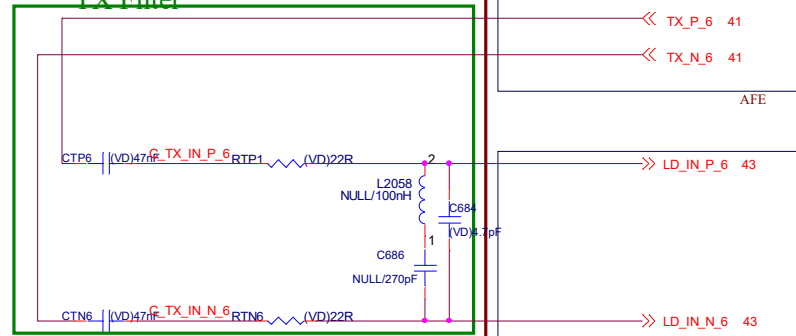 TX Filter
TX_P_6 41
TX_N_6 41
AFE
CTP6 (VD)47nF C_TX_IN_P_6 RTP1 (VD)22R 2 LD_IN_P_6 43
L2058
NULL/100nH
C684
(VD)4.7pF
1
C686
NULL/270pF
CTN6 (VD)47nF C_TX_IN_N_6 RTN6 (VD)22R LD_IN_N_6 43